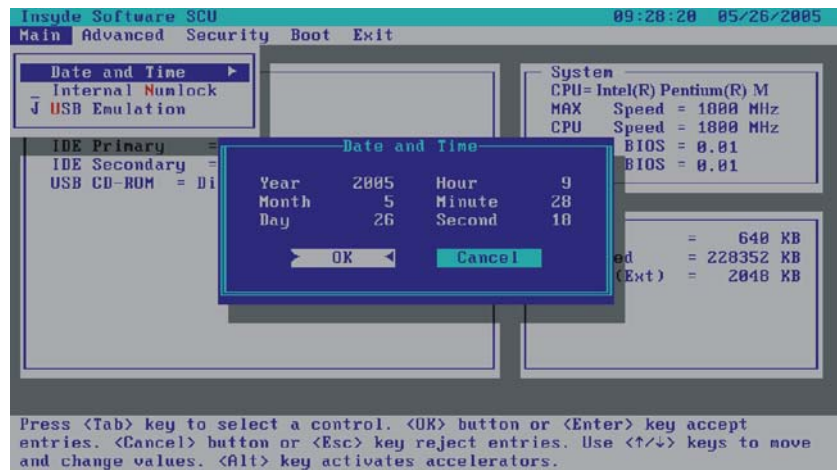 Insyde Software SCU 09:28:20 05/26/2005
Main Advanced Security Boot Exit
Date and Time
Internal Numlock
J USB Emulation
IDE Primary =
IDE Secondary =
USB CD-ROM = Di
System
CPU= Intel(R) Pentium(R) M
MAX Speed = 1800 MHz
CPU Speed = 1800 MHz
BIOS = 0.01
BIOS = 0.01
Date and Time
Year 2005 Hour 9
Month 5 Minute 28
Day 26 Second 18
OK Cancel
= 640 KB
ed = 228352 KB
(Ext) = 2048 KB
Press <Tab> key to select a control. <OK> button or <Enter> key accept
entries. <Cancel> button or <Esc> key reject entries. Use <↑/↓> keys to move
and change values. <Alt> key activates accelerators.